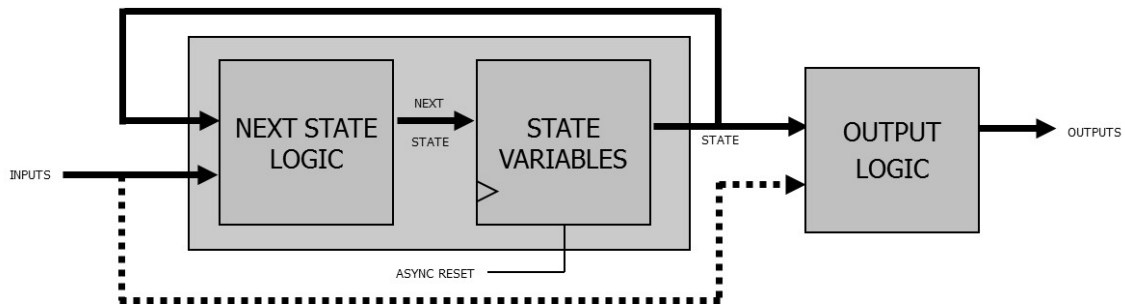 NEXT STATE
LOGIC
NEXT
STATE
STATE
VARIABLES
STATE
OUTPUT
LOGIC
OUTPUTS
INPUTS
ASYNC RESET